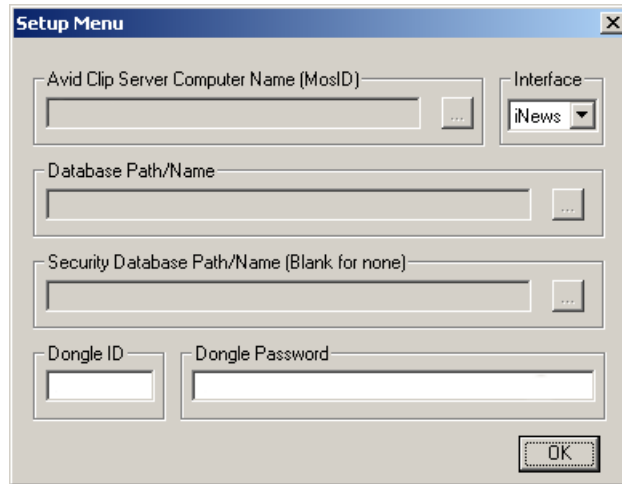 Setup Menu
Avid Clip Server Computer Name (MosID)
Interface
...
iNews
Database Path/Name
...
Security Database Path/Name (Blank for none)
...
Dongle ID
Dongle Password
OK